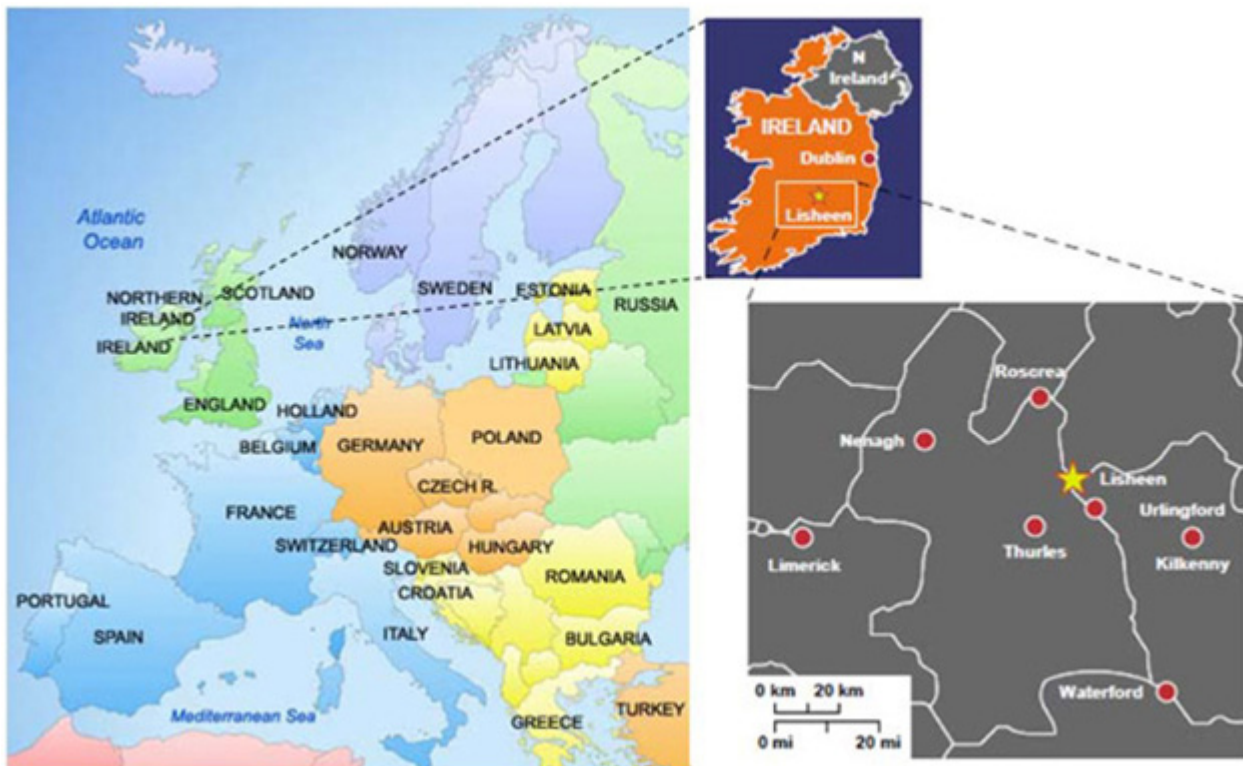 Atlantic
Ocean
NORWAY
SWEDEN
ESTONIA
RUSSIA
LATVIA
LITHUANIA
NORTHERN
IRELAND
SCOTLAND
North
Sea
IRELAND
ENGLAND
HOLLAND
BELGIUM
GERMANY
POLAND
CZECH R.
FRANCE
AUSTRIA
SWITZERLAND
HUNGARY
SLOVENIA
CROATIA
ROMANIA
PORTUGAL
SPAIN
ITALY
BULGARIA
Mediterranean Sea
GREECE
TURKEY
N
Ireland
IRELAND
Dublin
Lisheen
Roscrea
Nenagh
Lisheen
Urlingford
Thurles
Limerick
Kilkenny
Waterford
0 km 20 km
0 mi 20 mi